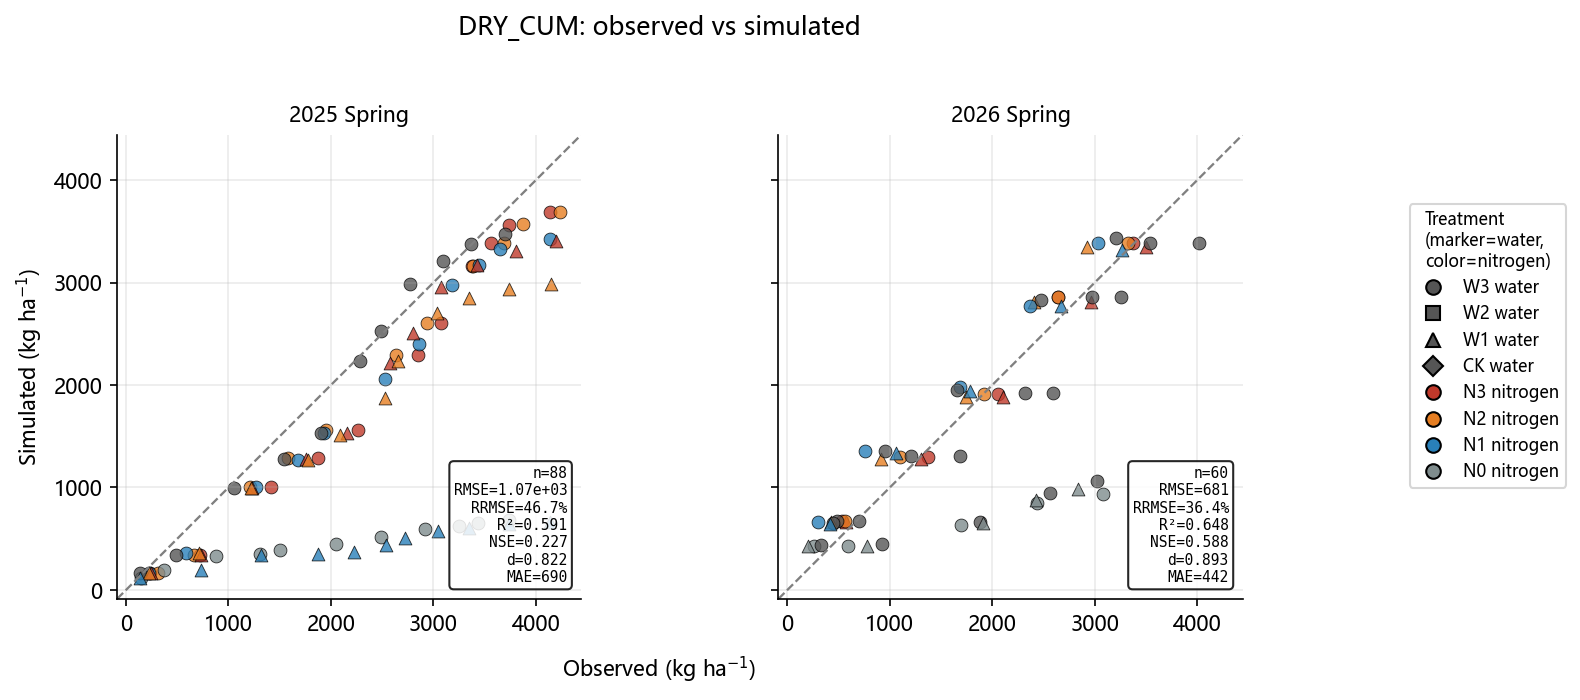 DRY_CUM: observed vs simulated
2025 Spring
2026 Spring
Simulated (kg ha⁻¹)
4000
3000
2000
1000
0
0 1000 2000 3000 4000
n=88
RMSE=1.07e+03
RRMSE=46.7%
R²=0.591
NSE=0.227
d=0.822
MAE=690
0 1000 2000 3000 4000
n=60
RMSE=681
RRMSE=36.4%
R²=0.648
NSE=0.588
d=0.893
MAE=442
Observed (kg ha⁻¹)
Treatment
(marker=water,
color=nitrogen)
W3 water
W2 water
W1 water
CK water
N3 nitrogen
N2 nitrogen
N1 nitrogen
N0 nitrogen